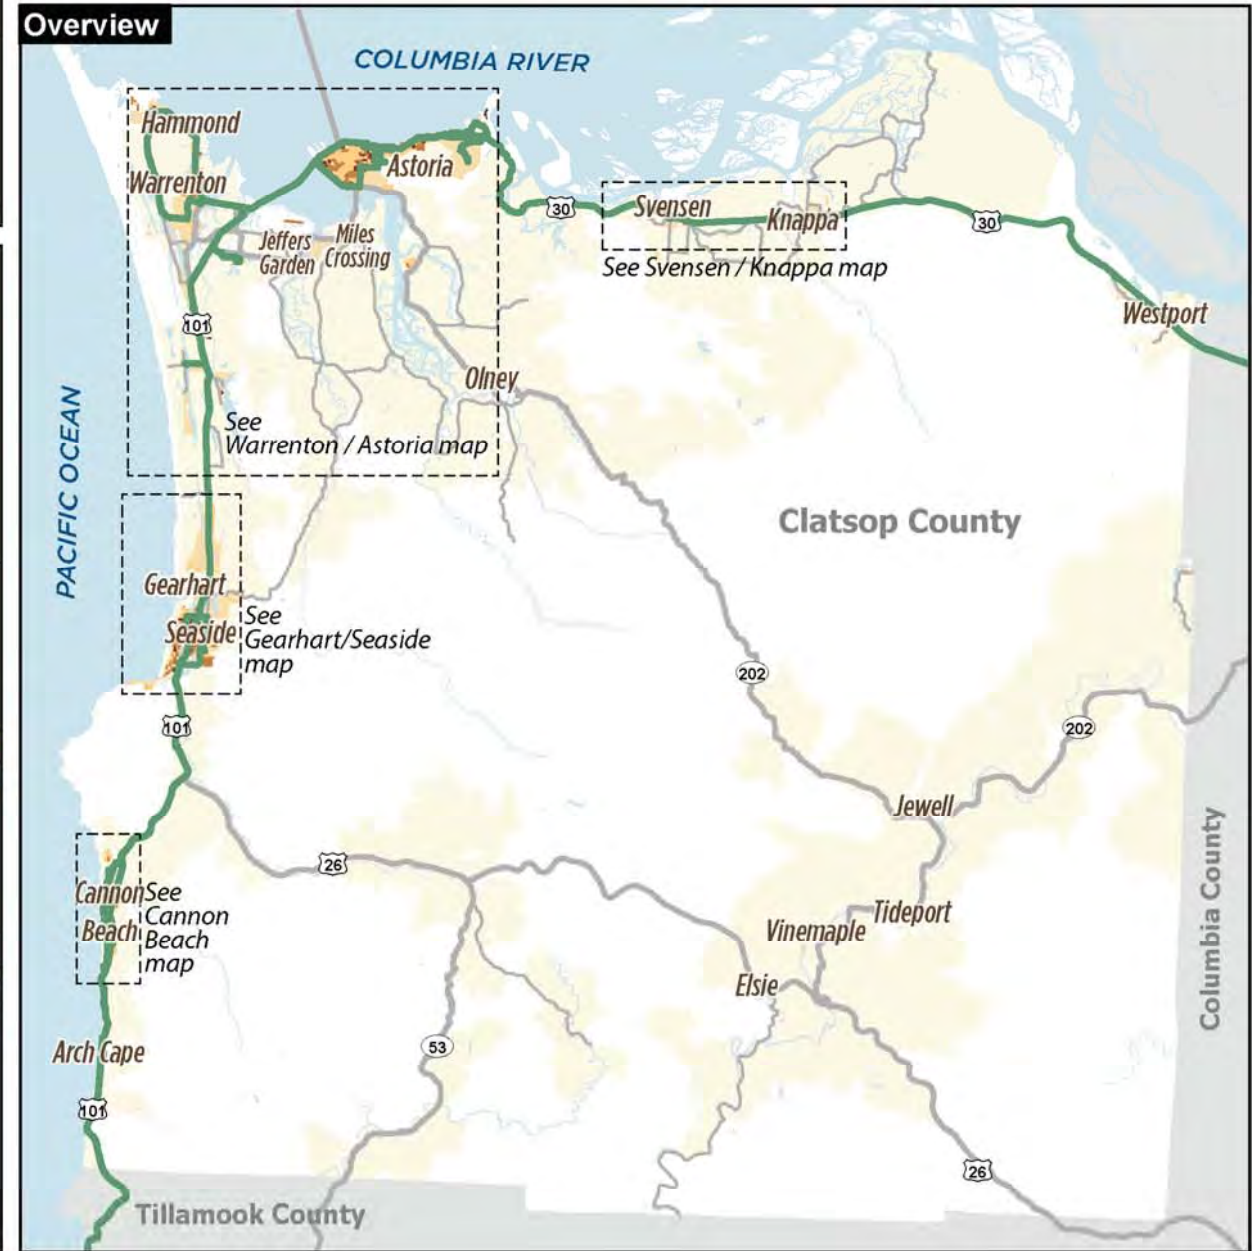 Overview
COLUMBIA RIVER
Hammond
Astoria
Warrenton
30
Svensen
Knappa
30
Jeffers
Garden
Miles
Crossing
See Svensen / Knappa map
Westport
101
Olney
PACIFIC OCEAN
See
Warrenton / Astoria map
Clatsop County
Gearhart
Seaside
See
Gearhart/Seaside
map
202
101
202
Jewell
26
Cannon
Beach
See
Cannon
Beach
map
Tideport
Vinemaple
Columbia County
Elsie
Arch Cape
53
101
26
Tillamook County